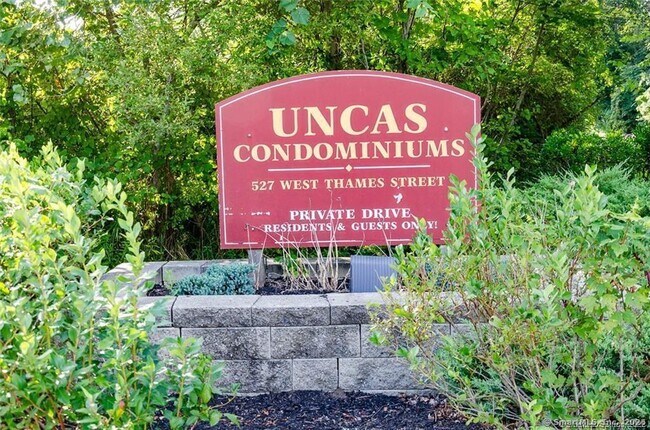 UNCAS
CONDOMINIUMS
527 WEST THAMES STREET
PRIVATE DRIVE
RESIDENTS & GUESTS ONLY!